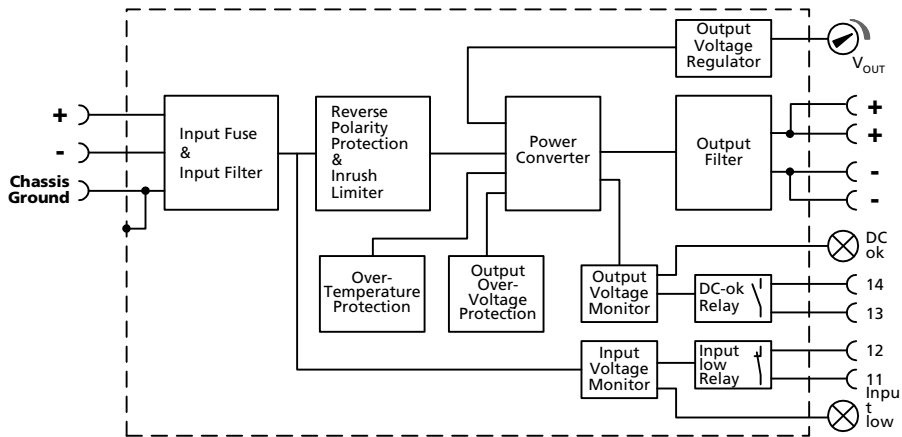 Output
Voltage
Regulator
VOUT
+
-
Chassis
Ground
Input Fuse
&
Input Filter
Reverse
Polarity
Protection
&
Inrush
Limiter
Power
Converter
Output
Filter
+
+
-
-
Over-
Temperature
Protection
Output
Over-
Voltage
Protection
Output
Voltage
Monitor
DC-ok
Relay
DC
ok
14
13
Input
Voltage
Monitor
Input
low
Relay
12
11
Inpu
t
low